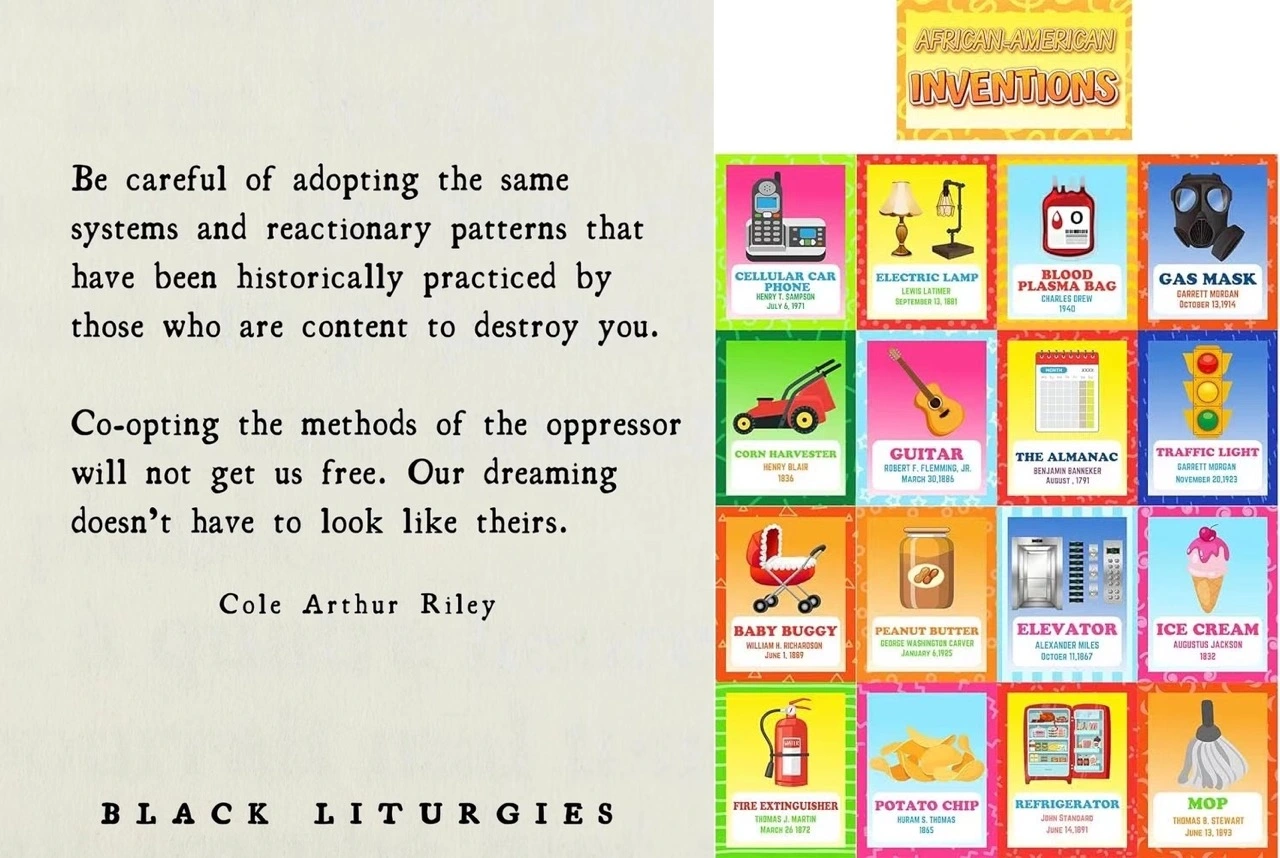 Be careful of adopting the same
systems and reactionary patterns that
have been historically practiced by
those who are content to destroy you.
Co-opting the methods of the oppressor
will not get us free. Our dreaming
doesn't have to look like theirs.
Cole Arthur Riley
BLACK LITURGIES
AFRICAN-AMERICAN
INVENTIONS
CELLULAR CAR
PHONE
HENRY T. SAMPSON
JULY 6, 1971
ELECTRIC LAMP
LEWIS LATIMER
SEPTEMBER 13, 1881
O
BLOOD
PLASMA BAG
CHARLES DREW
1940
GAS MASK
GARRETT MORGAN
OCTOBER 13,1914
CORN HARVESTER
HENRY BLAIR
1836
GUITAR
ROBERT F. FLEMMING, JR.
MARCH 30,1886
MONTH
XXXX
THE ALMANAC
BENJAMIN BANNEKER
AUGUST , 1791
TRAFFIC LIGHT
GARRETT MORGAN
NOVEMBER 20,1923
BABY BUGGY
WILLIAM H. RICHARDSON
JUNE 1, 1889
PEANUT BUTTER
GEORGE WASHINGTON CARVER
JANUARY 6,1925
ELEVATOR
ALEXANDER MILES
OCTOER 11,1867
ICE CREAM
AUGUSTUS JACKSON
1832
FIRE EXTINGUISHER
THOMAS J. MARTIN
MARCH 26 1872
POTATO CHIP
HURAM S. THOMAS
1865
REFRIGERATOR
JOHN STANDARD
JUNE 14,1891
MOP
THOMAS B. STEWART
JUNE 13, 1893